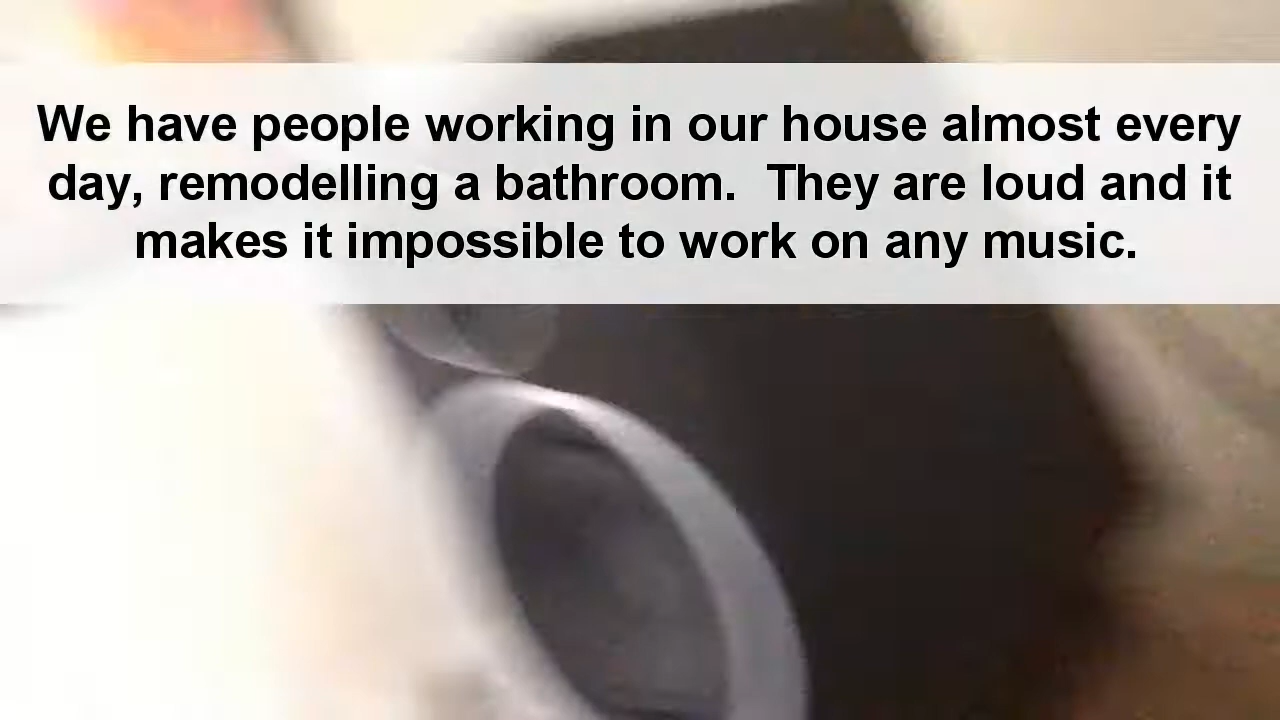 We have people working in our house almost every
day, remodelling a bathroom.  They are loud and it
makes it impossible to work on any music.